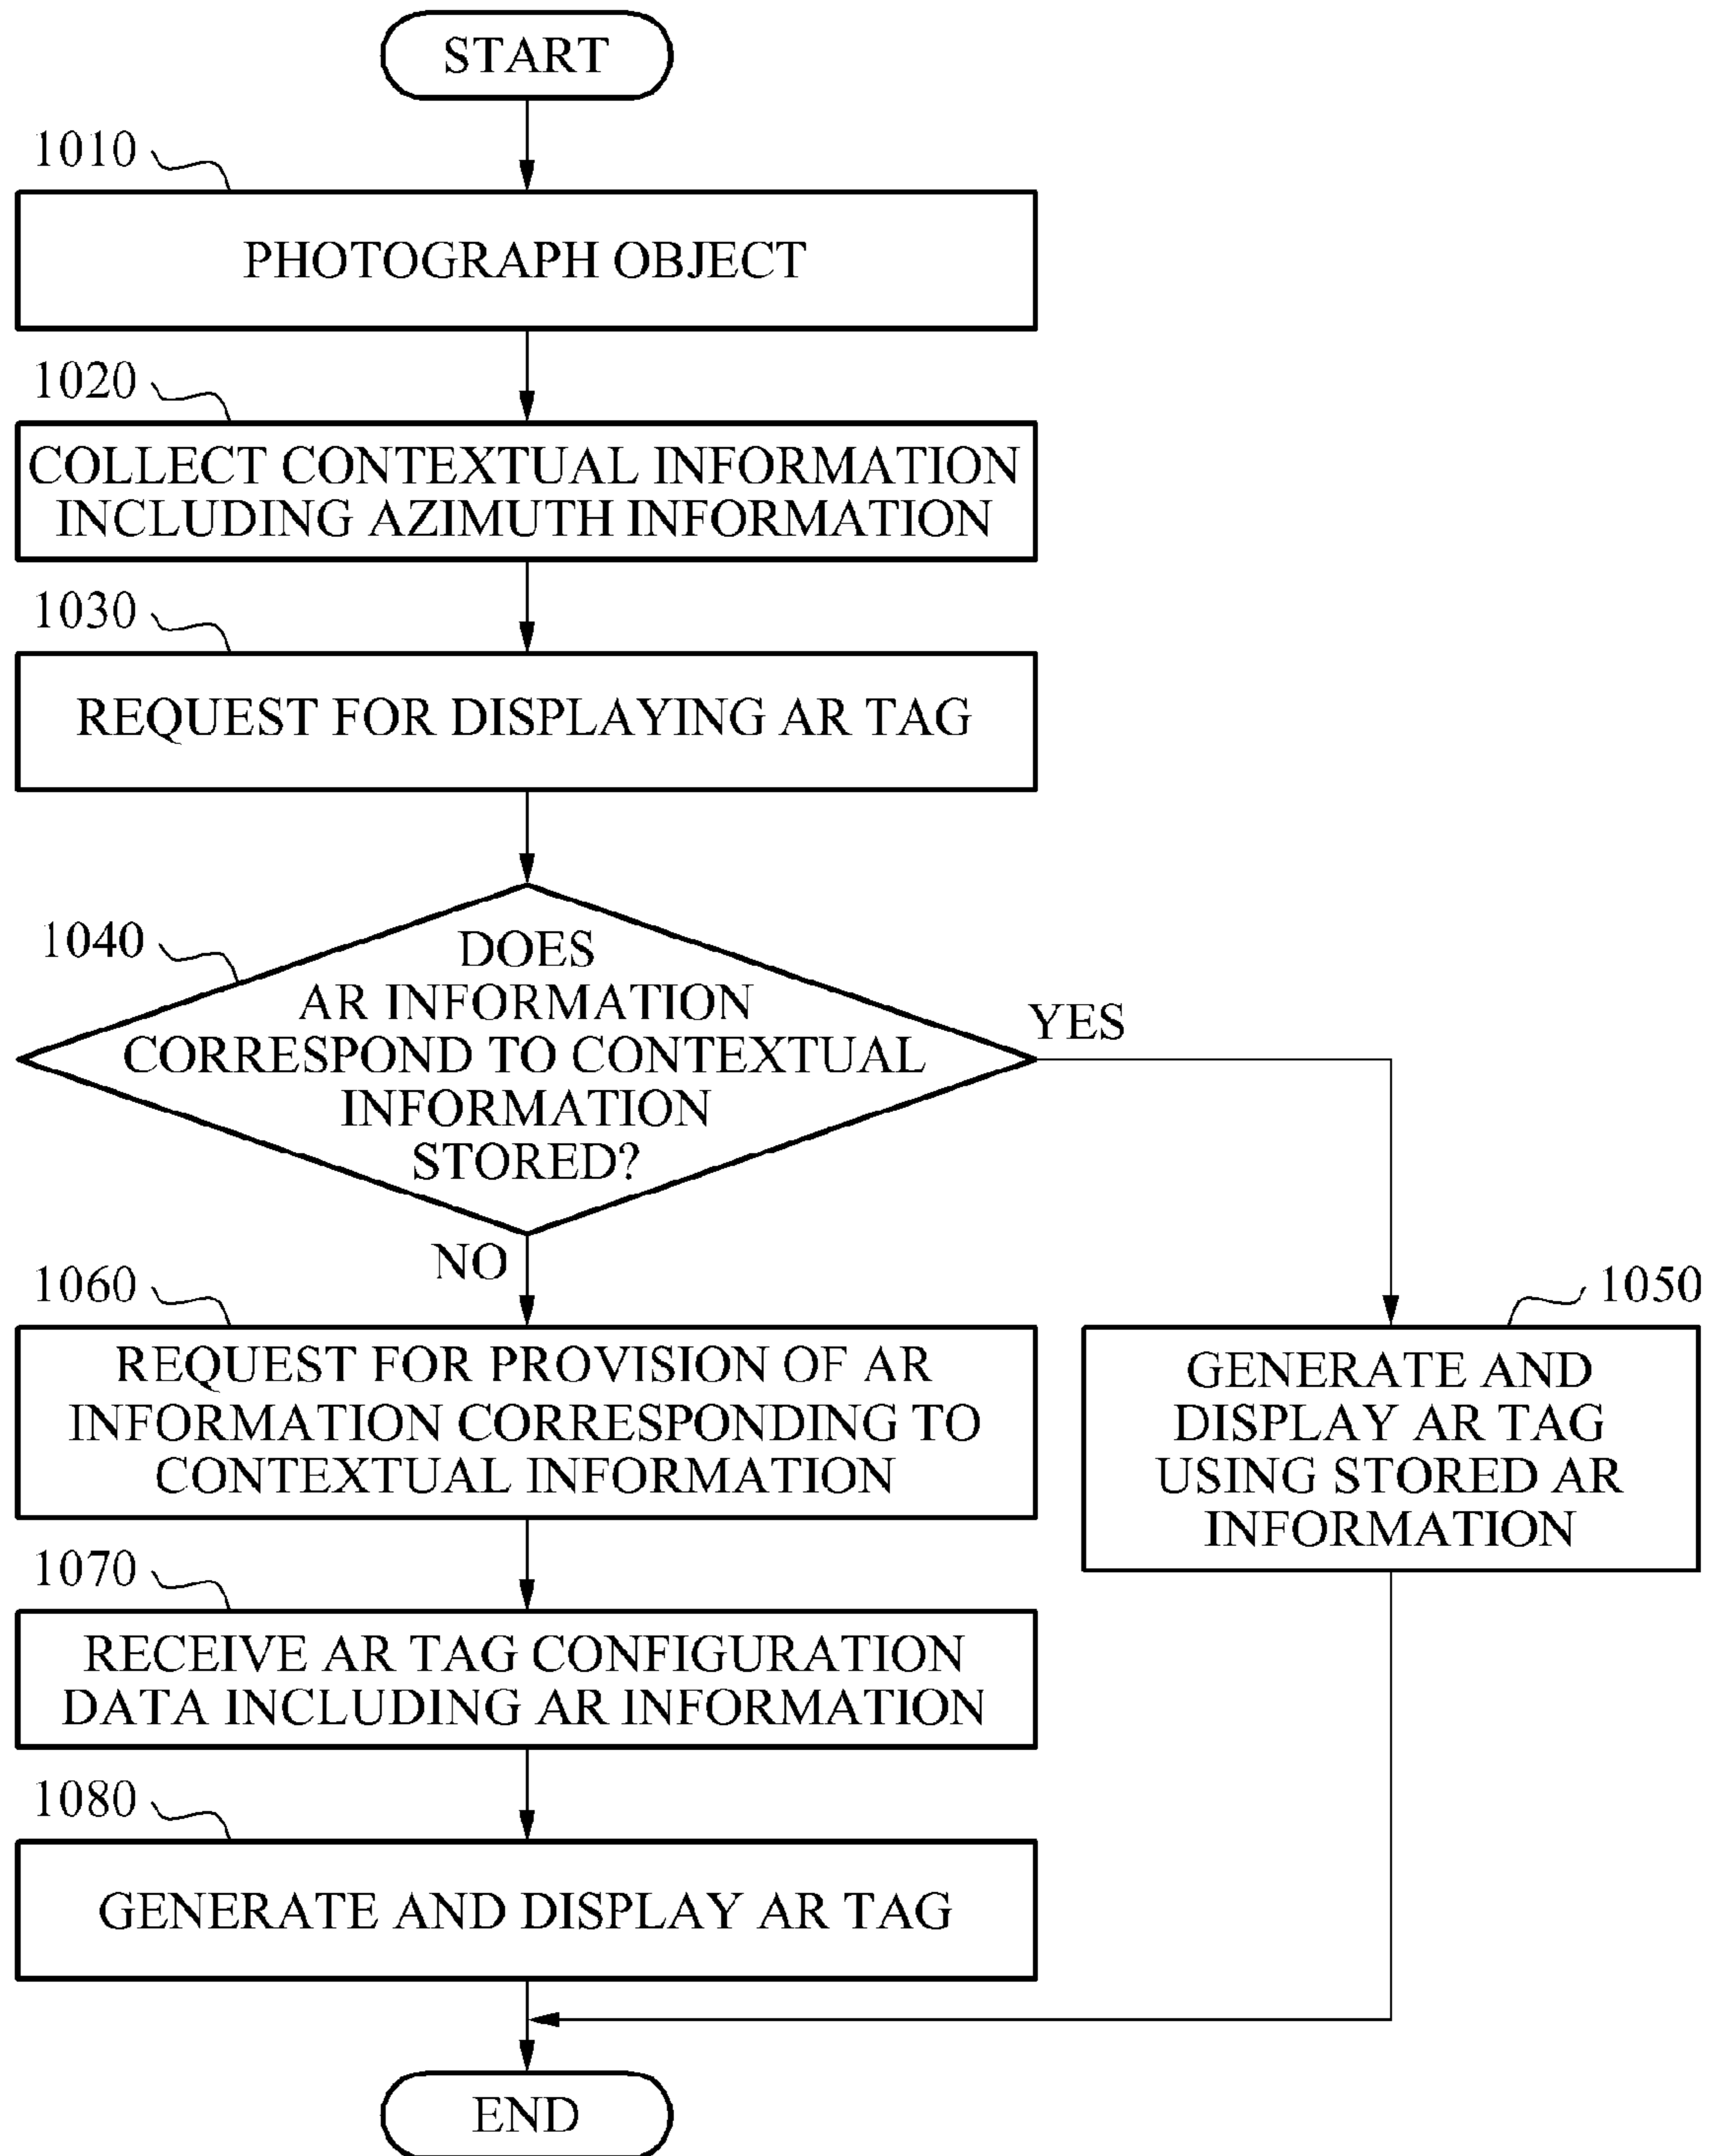 START
1010
PHOTOGRAPH OBJECT
1020
COLLECT CONTEXTUAL INFORMATION
INCLUDING AZIMUTH INFORMATION
1030
REQUEST FOR DISPLAYING AR TAG
1040
DOES
AR INFORMATION
CORRESPOND TO CONTEXTUAL
INFORMATION
STORED?
YES
NO
1060
REQUEST FOR PROVISION OF AR
INFORMATION CORRESPONDING TO
CONTEXTUAL INFORMATION
1050
GENERATE AND
DISPLAY AR TAG
USING STORED AR
INFORMATION
1070
RECEIVE AR TAG CONFIGURATION
DATA INCLUDING AR INFORMATION
1080
GENERATE AND DISPLAY AR TAG
END